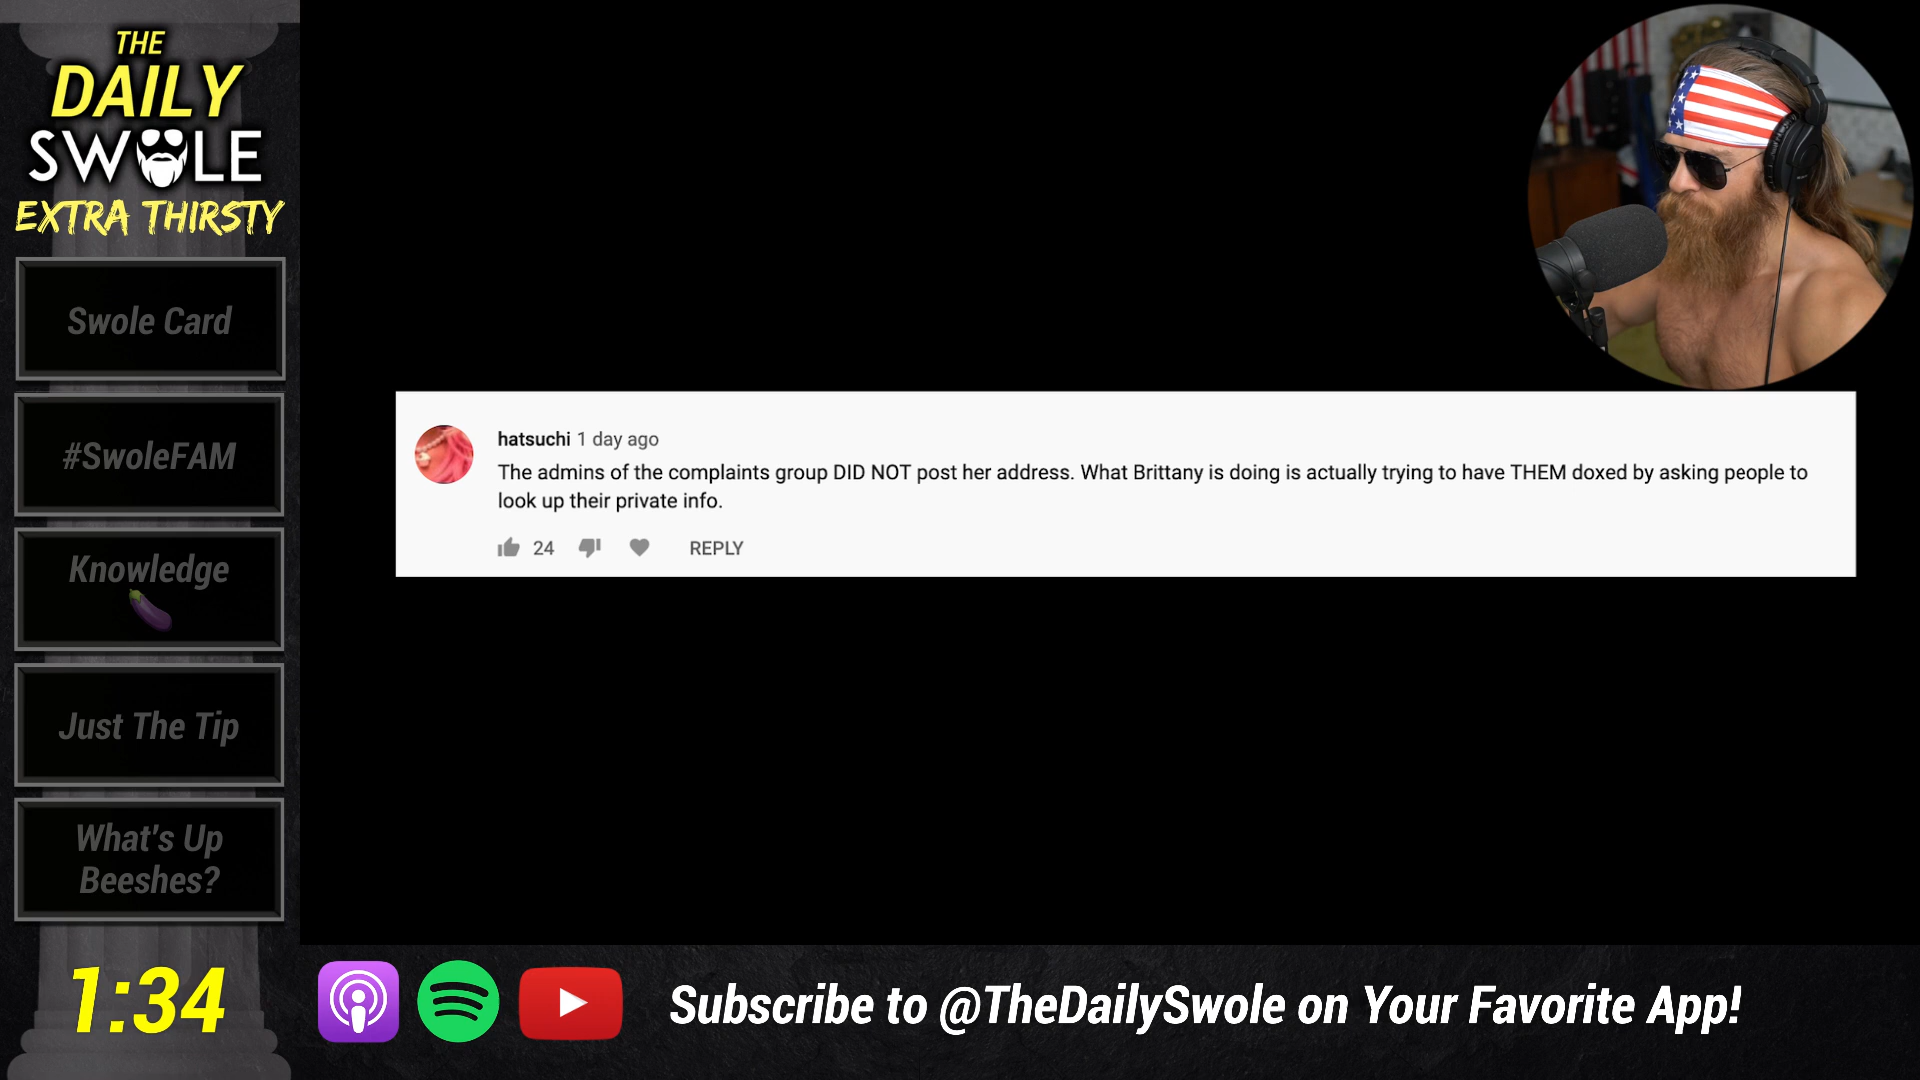 THE
DAILY
SWOLE
EXTRA THIRSTY
Swole Card
#SwoleFAM
Knowledge
Just The Tip
What's Up
Beeshes?
1:34
hatsuchi 1 day ago
The admins of the complaints group DID NOT post her address. What Brittany is doing is actually trying to have THEM doxed by asking people to
look up their private info.
24 REPLY
Subscribe to @TheDailySwole on Your Favorite App!